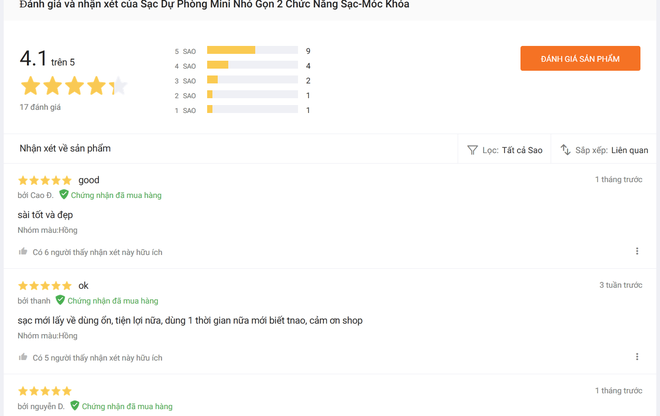 Đánh giá và nhận xét của Sạc Dự Phòng Mini Nhỏ Gọn 2 Chức Năng Sạc-Móc Khóa
4.1 trên 5
17 đánh giá
5 SAO 9
4 SAO 4
3 SAO 2
2 SAO 1
1 SAO 1
ĐÁNH GIÁ SẢN PHẨM
Nhận xét về sản phẩm
Lọc: Tất cả Sao
Sắp xếp: Liên quan
good
1 tháng trước
bởi Cao Đ. Chứng nhận đã mua hàng
sài tốt và đẹp
Nhóm màu:Hồng
Có 6 người thấy nhận xét này hữu ích
ok
3 tuần trước
bởi thanh Chứng nhận đã mua hàng
sạc mới lấy về dùng ổn, tiện lợi nữa, dùng 1 thời gian nữa mới biết tnao, cảm ơn shop
Nhóm màu:Hồng
Có 5 người thấy nhận xét này hữu ích
1 tháng trước
bởi nguyễn D. Chứng nhận đã mua hàng